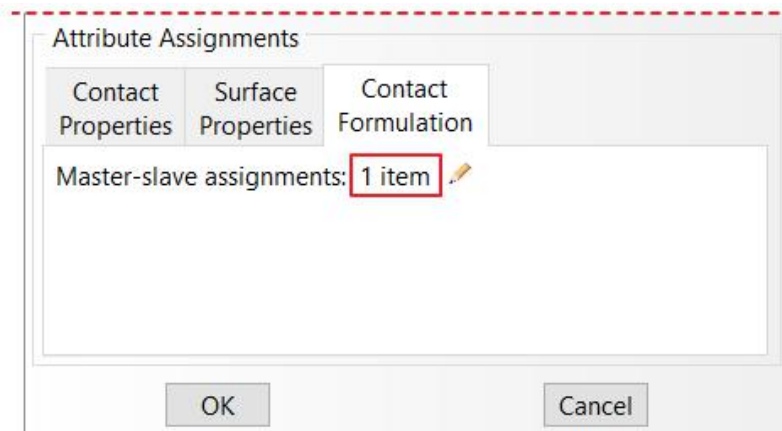 Attribute Assignments
Contact Properties
Surface Properties
Contact Formulation
Master-slave assignments: 1 item
OK
Cancel